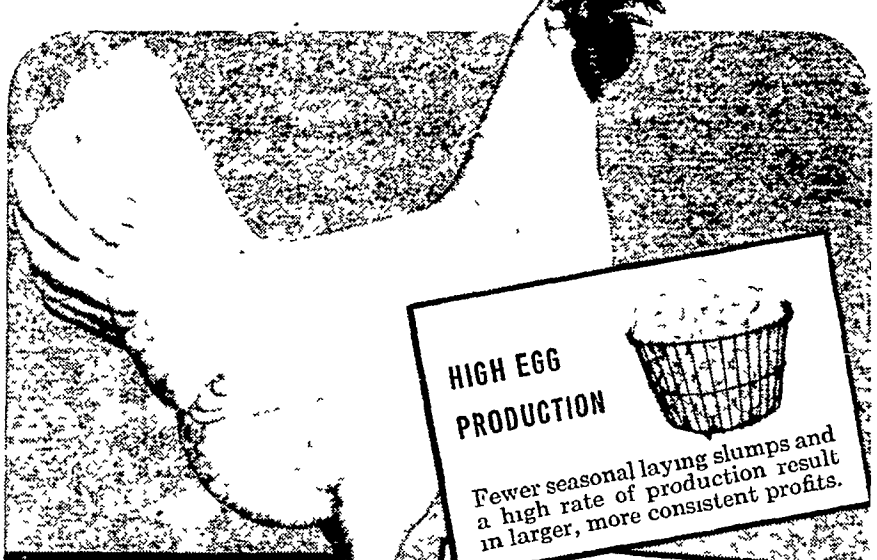 HIGH EGG
PRODUCTION
Fewer seasonal laying slumps and
a high rate of production result
in larger, more consistent profits.